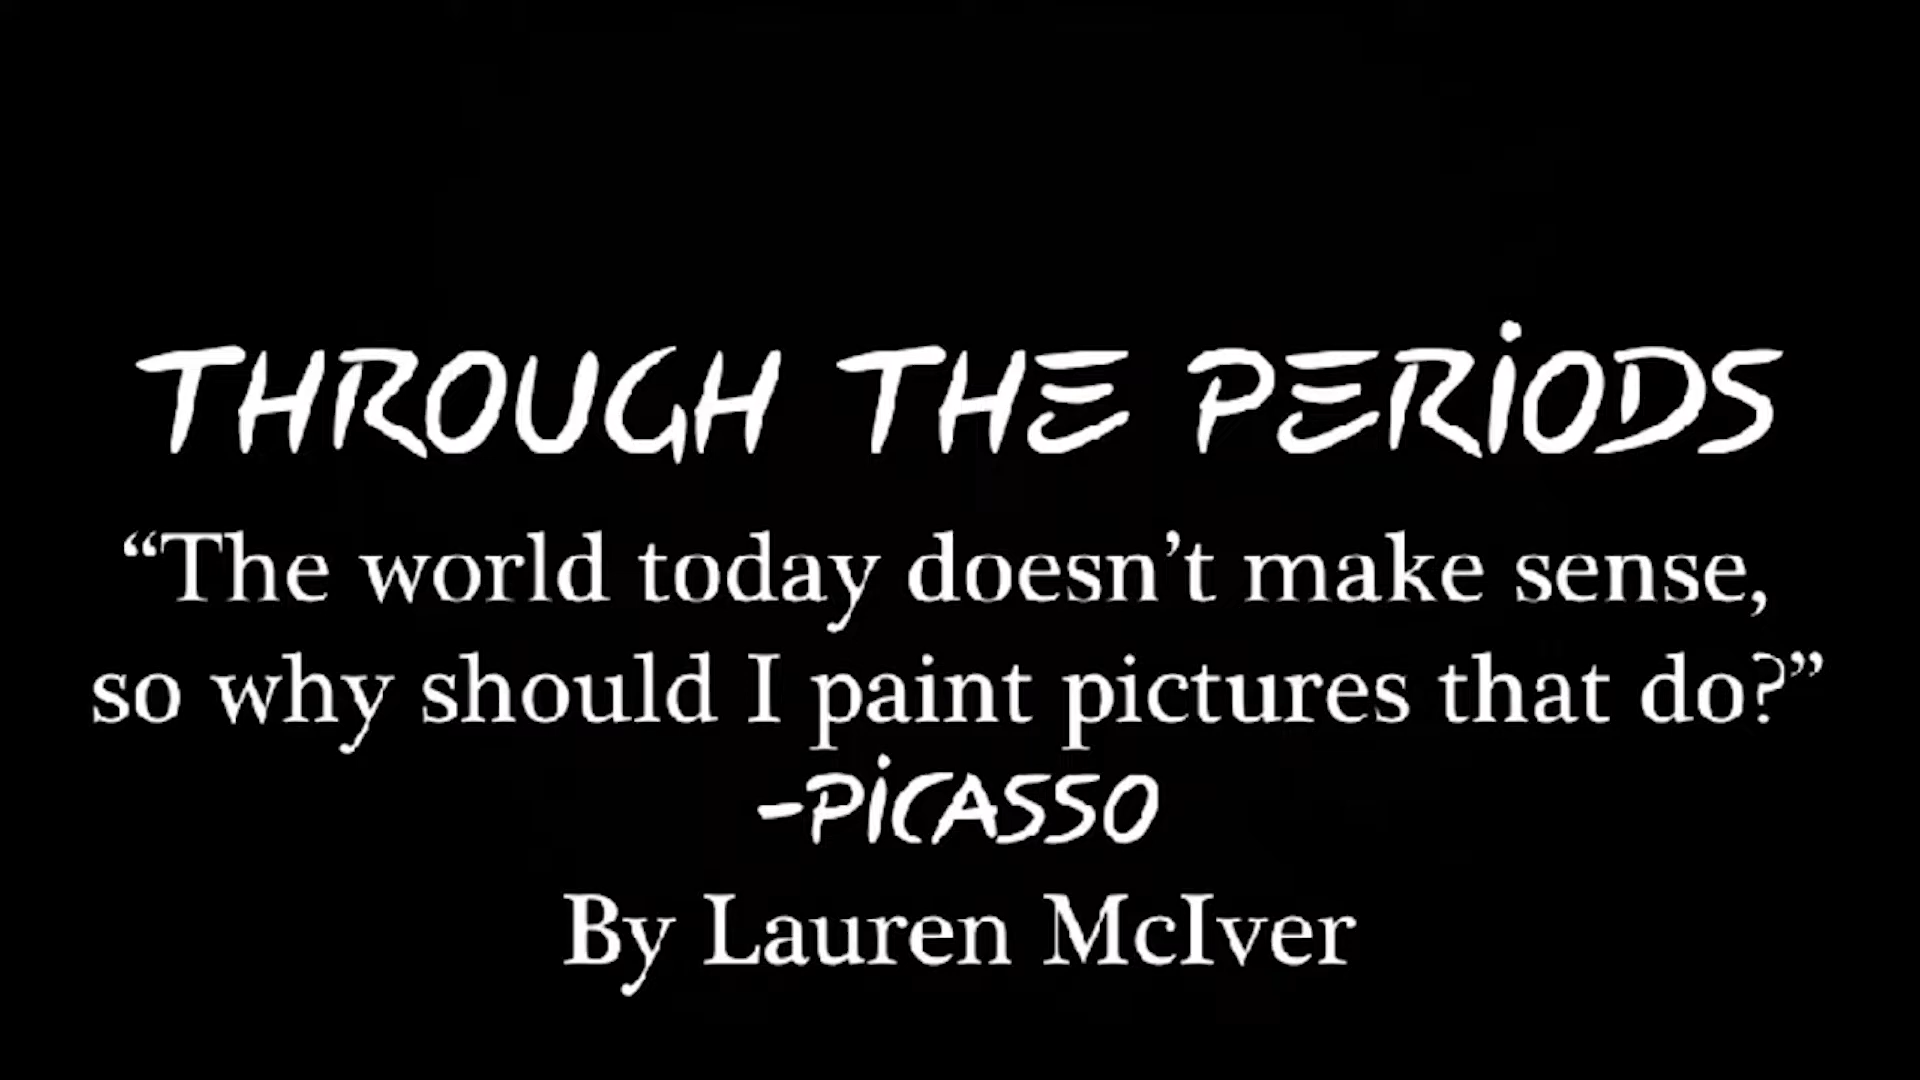 THROUGH THE PERIODS
“The world today doesn’t make sense,
so why should I paint pictures that do?”
-PICASSO
By Lauren McIver